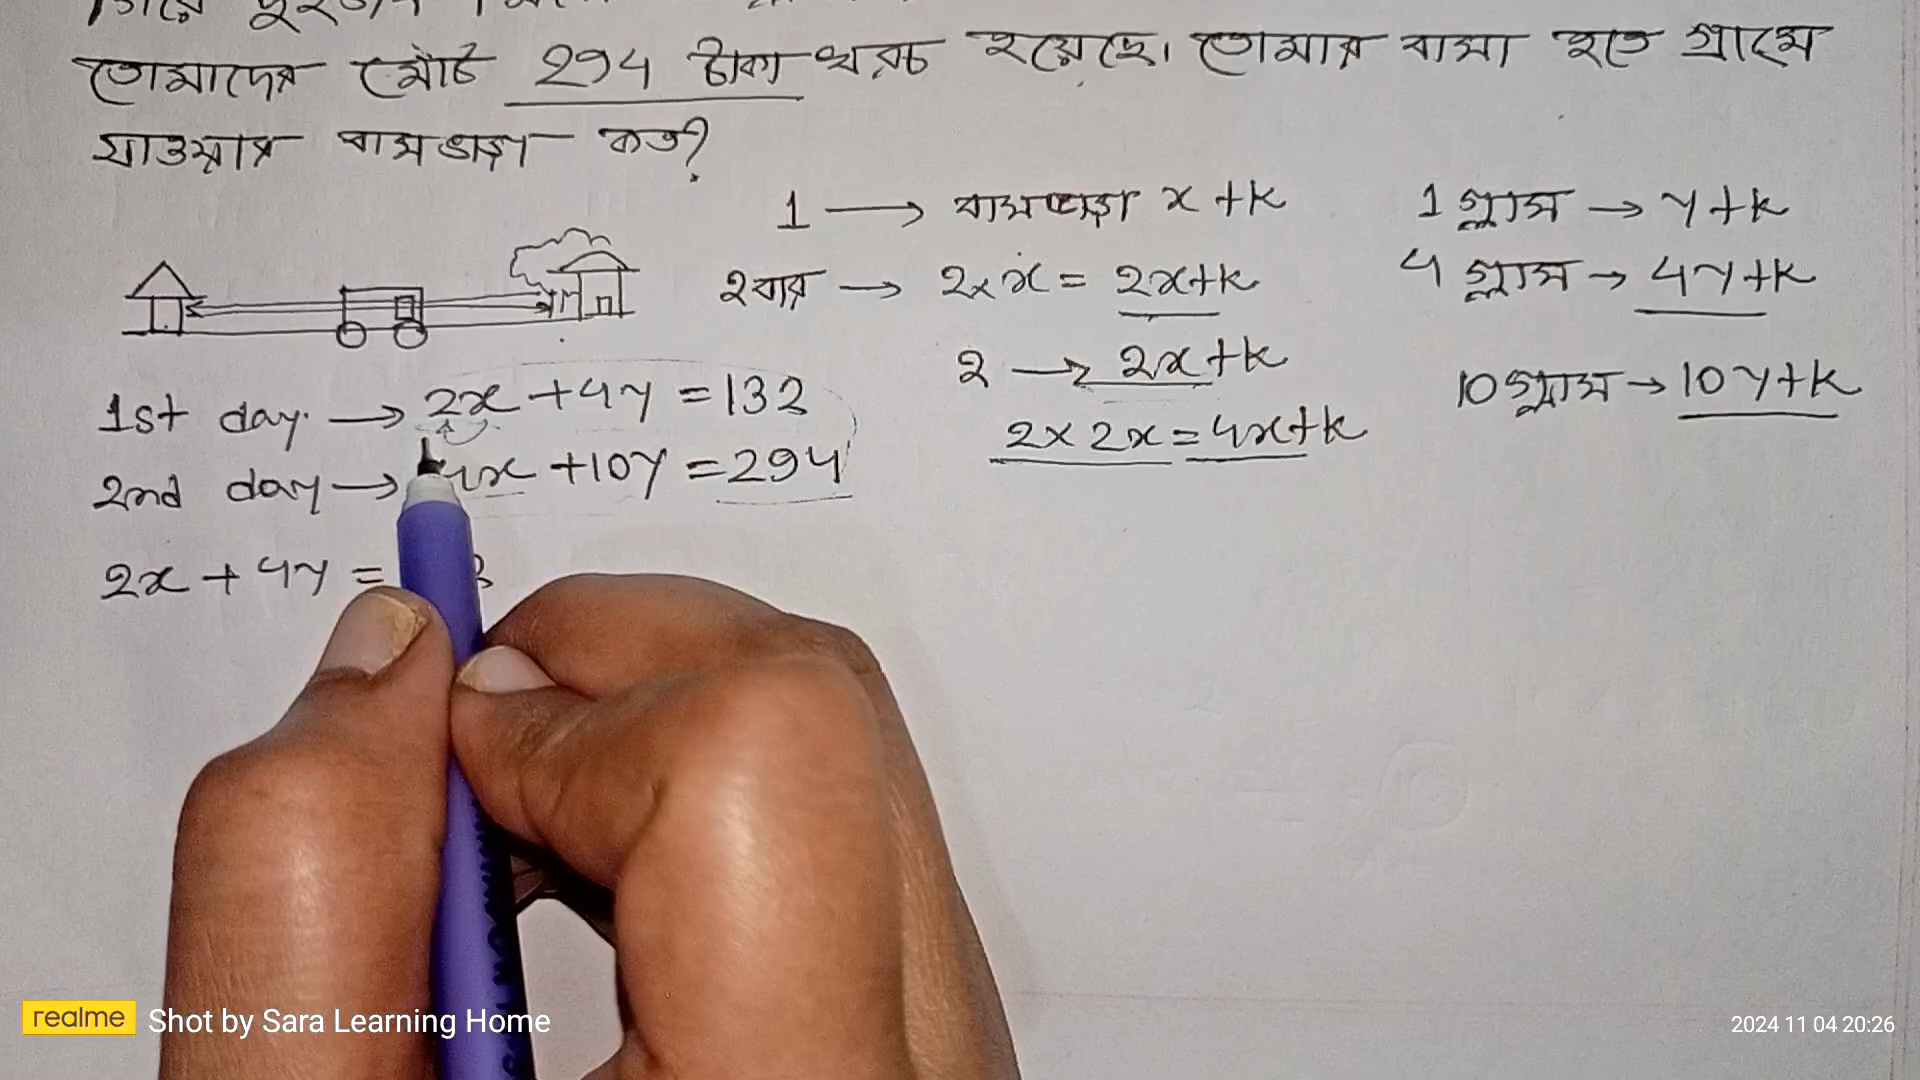 গিয়ে দুইজন
তোমাদের মোট 294 টাকা খরচ হয়েছে। তোমার বাসা হতে গ্রামে
যাওয়ার বাসভাড়া কত?
1 → বাসভাড়া x+k
2বার → 2×x = 2x+k
2 → 2x+k
2×2x = 4x+k
1 গ্লাস → y+k
4 গ্লাস → 4y+k
10 গ্লাস → 10y+k
1st day → 2x+4y = 132
2nd day → 4x+10y = 294
2x+4y =
realme Shot by Sara Learning Home
2024 11 04 20:26